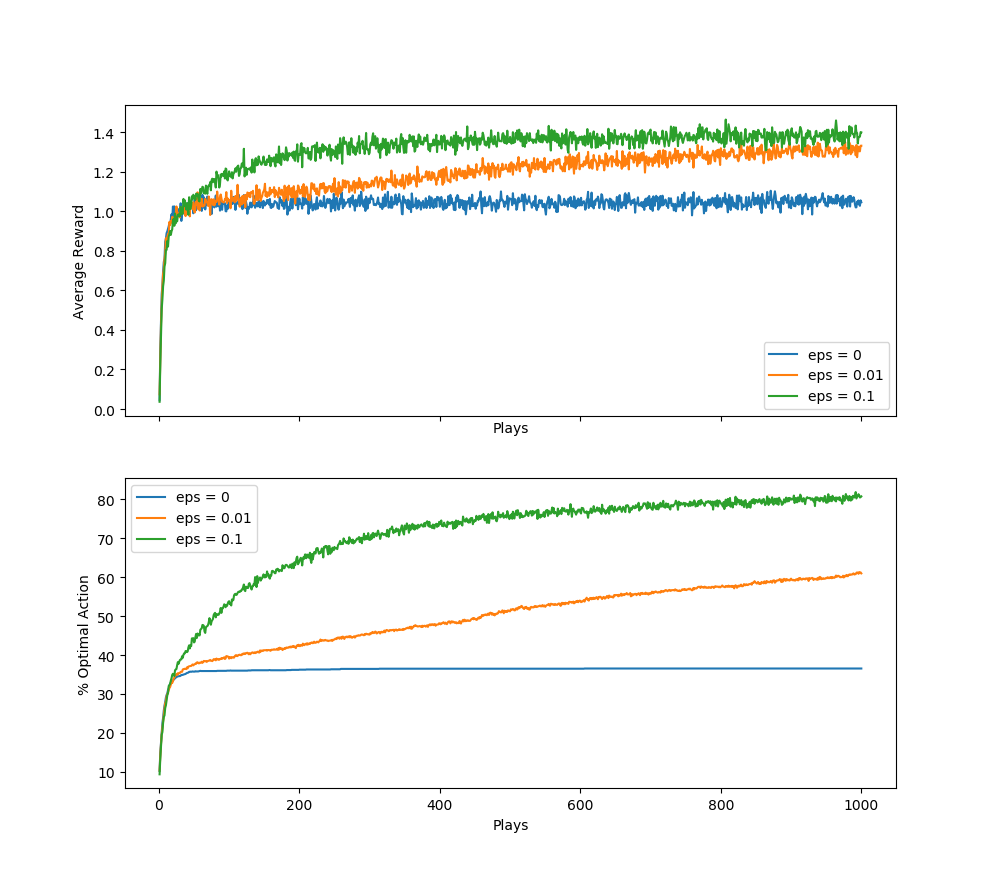 1.4
1.2
1.0
0.8
0.6
0.4
0.2
0.0
Average Reward
eps = 0
eps = 0.01
eps = 0.1
Plays
80
70
60
50
40
30
20
10
% Optimal Action
eps = 0
eps = 0.01
eps = 0.1
0 200 400 600 800 1000
Plays